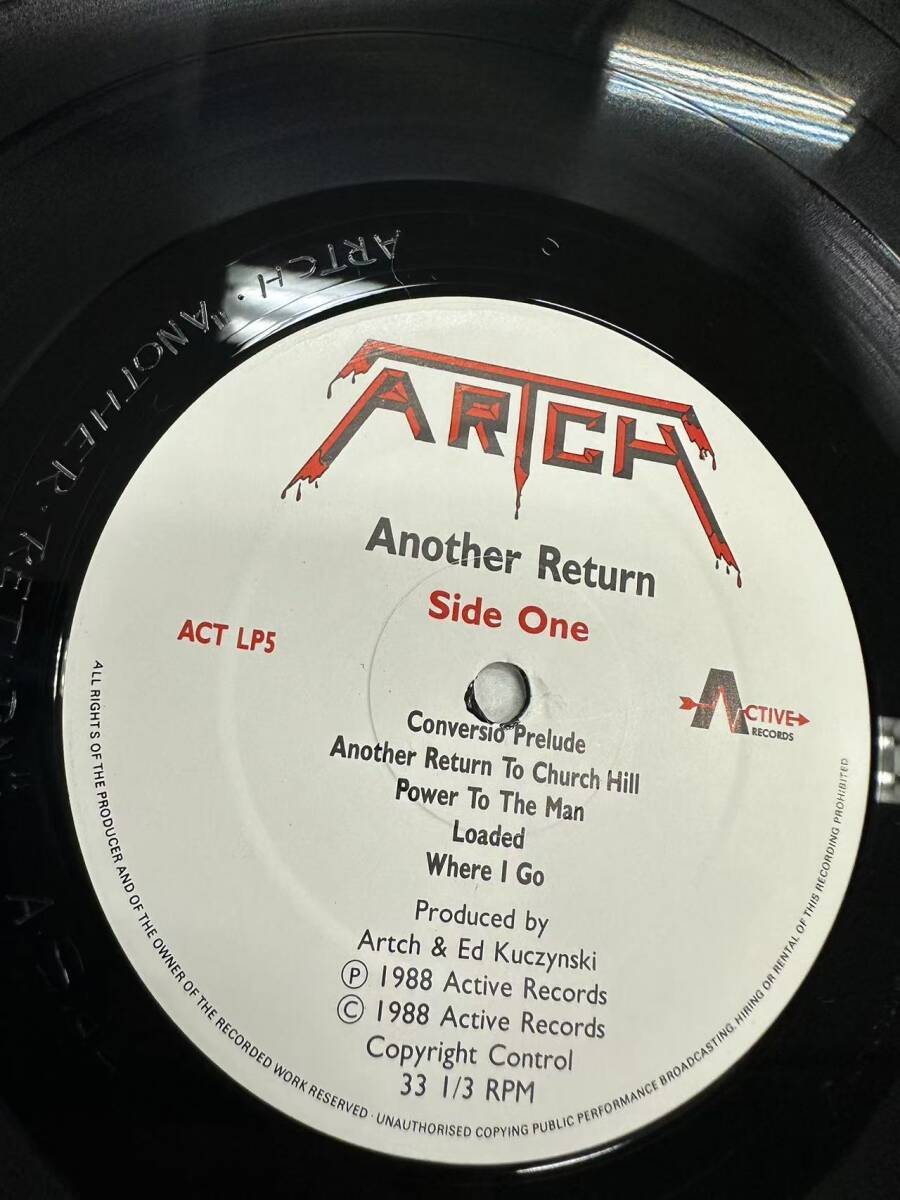 ARTCH. "ANOTHER. RETURN"
ARTCH
Another Return
Side One
ACT LP5
ACTIVE
RECORDS
Conversio Prelude
Another Return To Church Hill
Power To The Man
Loaded
Where I Go
Produced by
Artch & Ed Kuczynski
Ⓟ 1988 Active Records
© 1988 Active Records
Copyright Control
33 1/3 RPM
ALL RIGHTS OF THE PRODUCER AND OF THE OWNER OF THE RECORDED WORK RESERVED · UNAUTHORISED COPYING PUBLIC PERFORMANCE BROADCASTING, HIRING OR RENTAL OF THIS RECORDING PROHIBITED